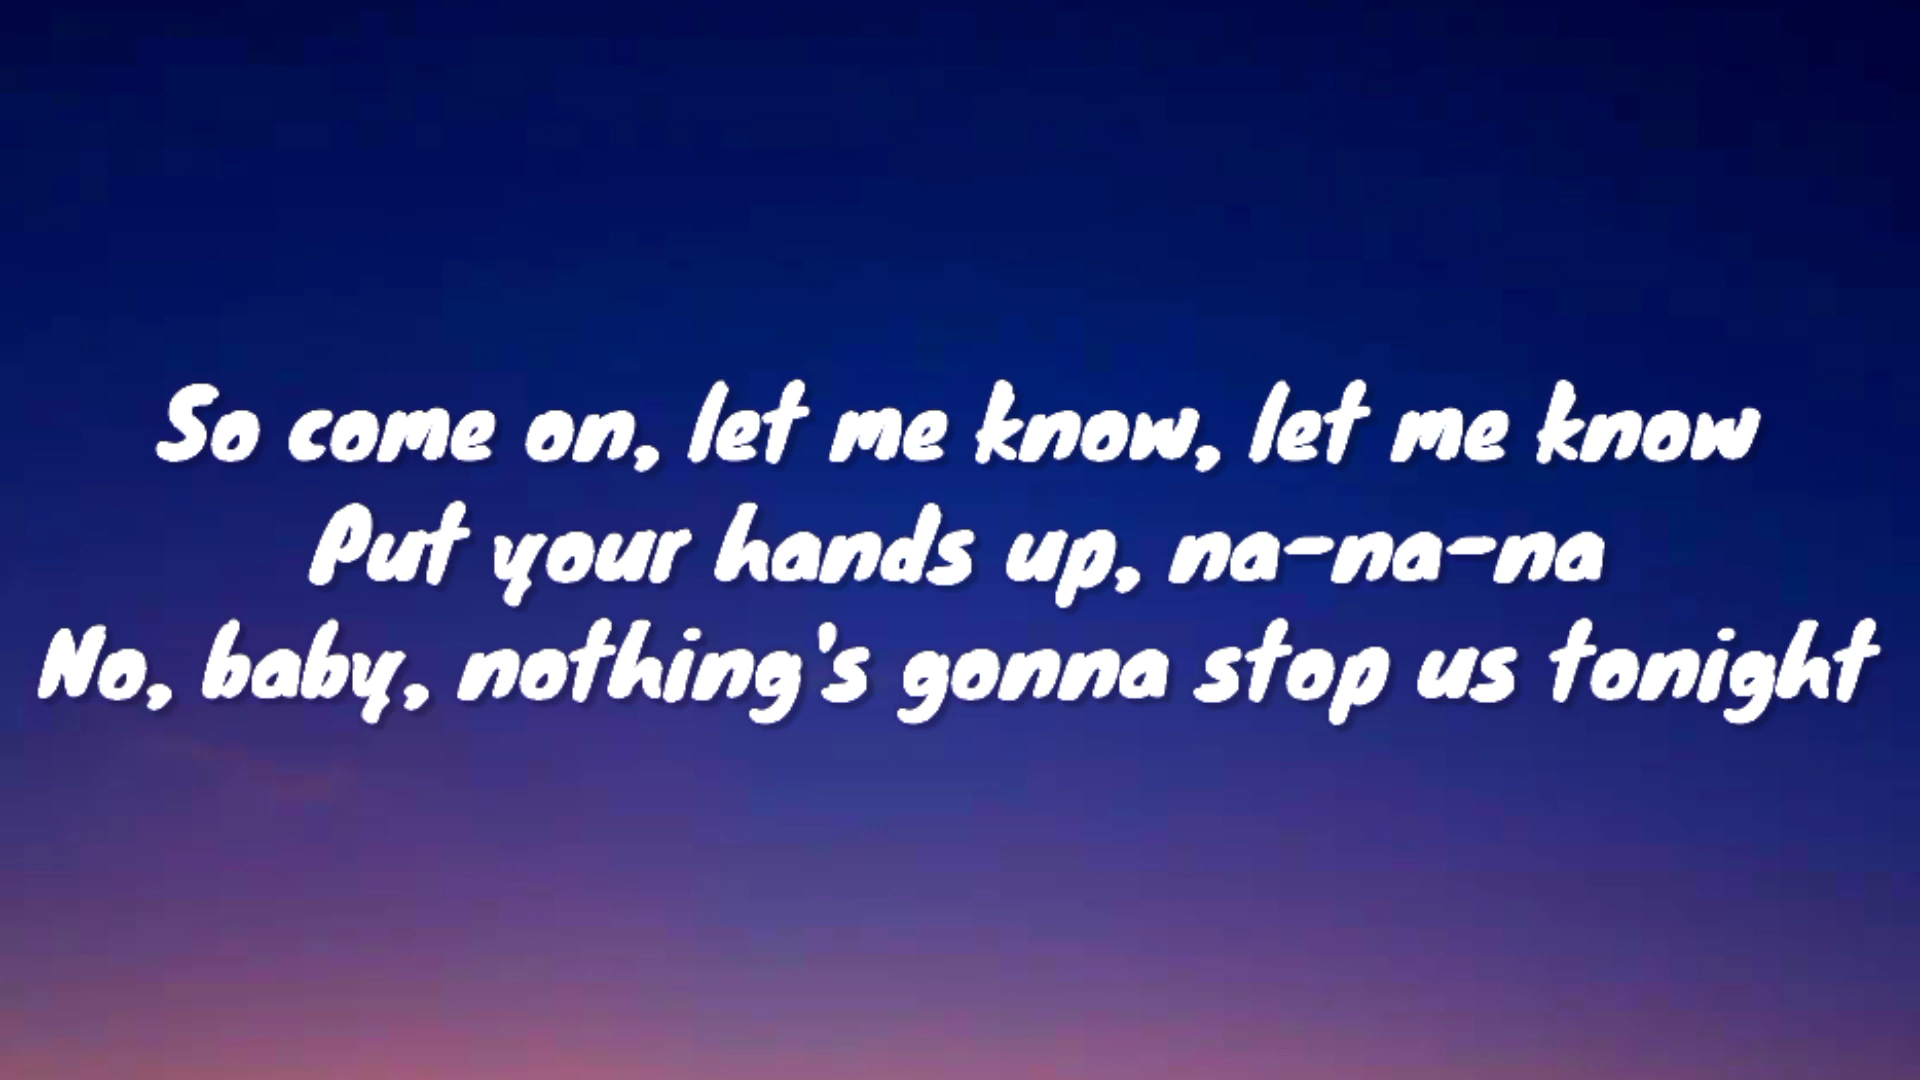 So come on, let me know, let me know
Put your hands up, na-na-na
No, baby, nothing's gonna stop us tonight